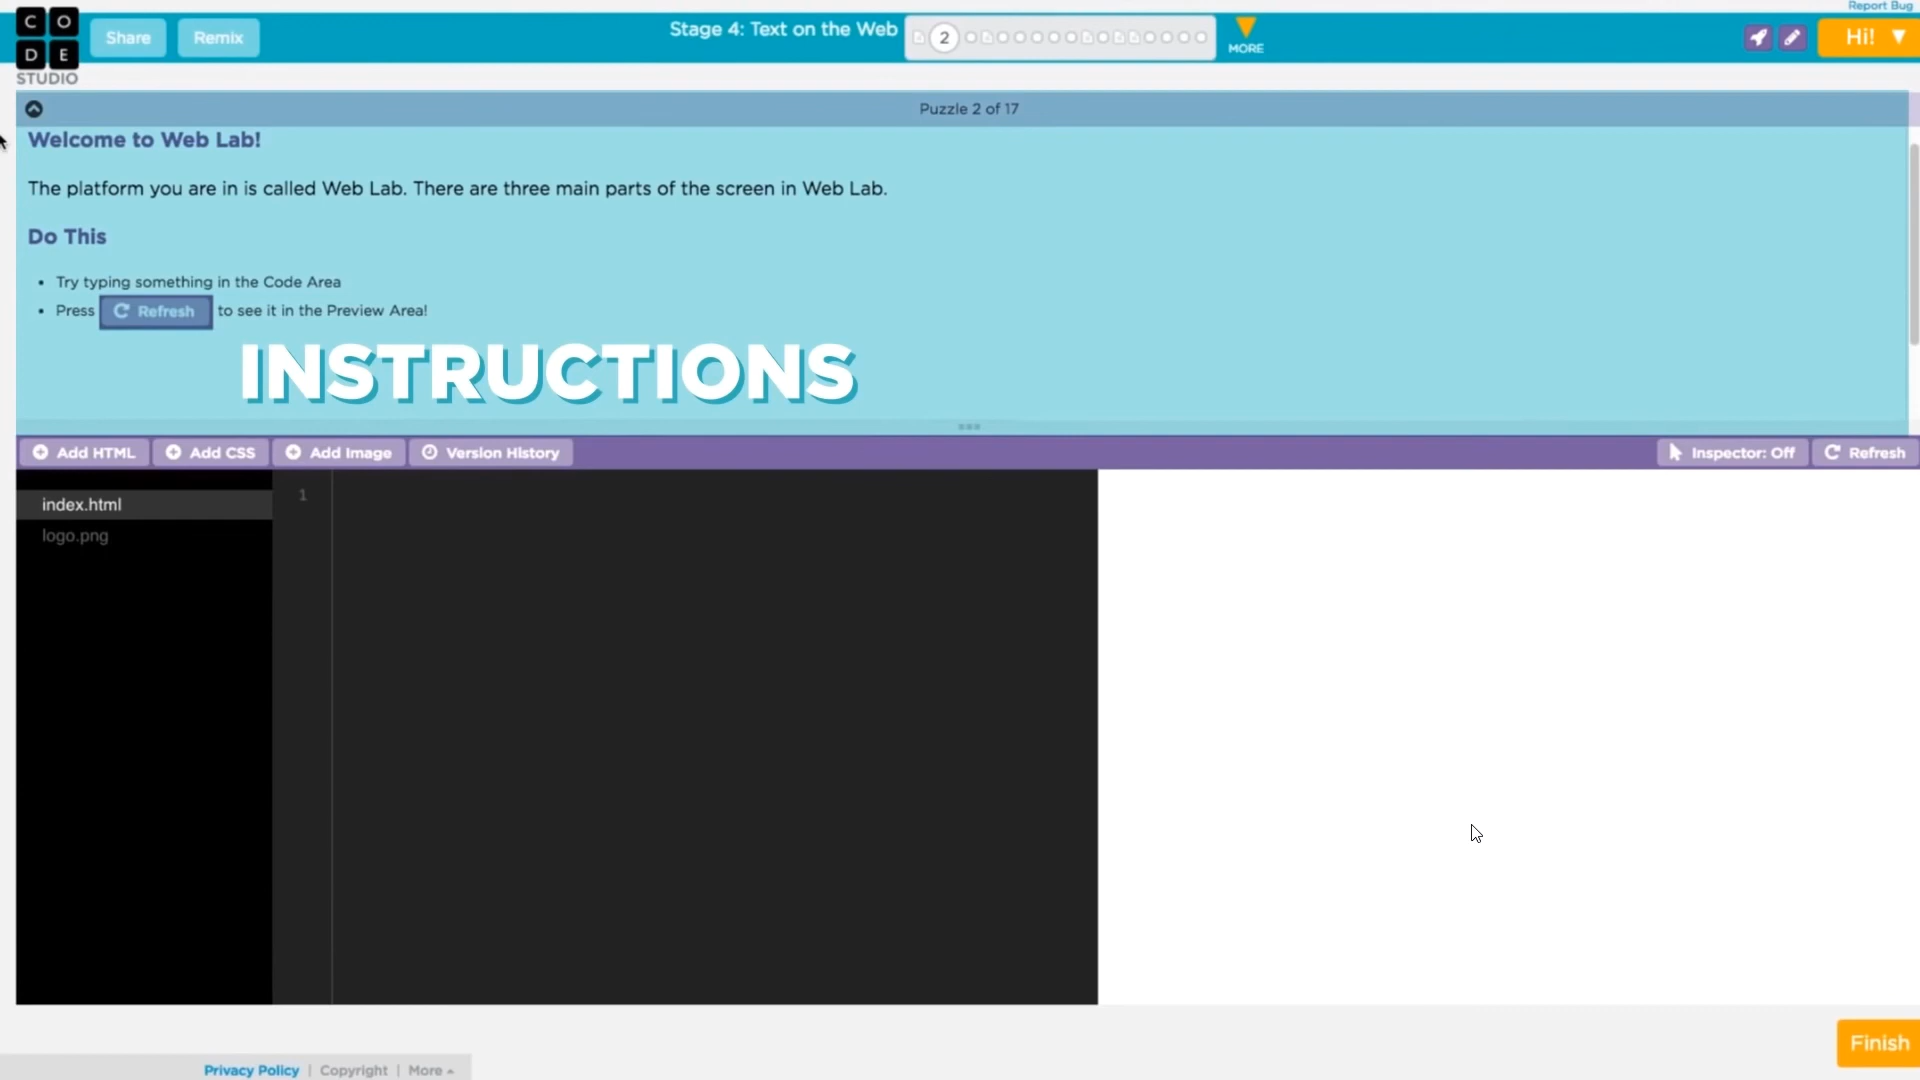 Report Bug
CODE
STUDIO
Share
Remix
Stage 4: Text on the Web
2
MORE
Hi!
Puzzle 2 of 17
Welcome to Web Lab!
The platform you are in is called Web Lab. There are three main parts of the screen in Web Lab.
Do This
• Try typing something in the Code Area
• Press Refresh to see it in the Preview Area!
INSTRUCTIONS
Add HTML
Add CSS
Add Image
Version History
Inspector: Off
Refresh
index.html
1
logo.png
Finish
Privacy Policy | Copyright | More